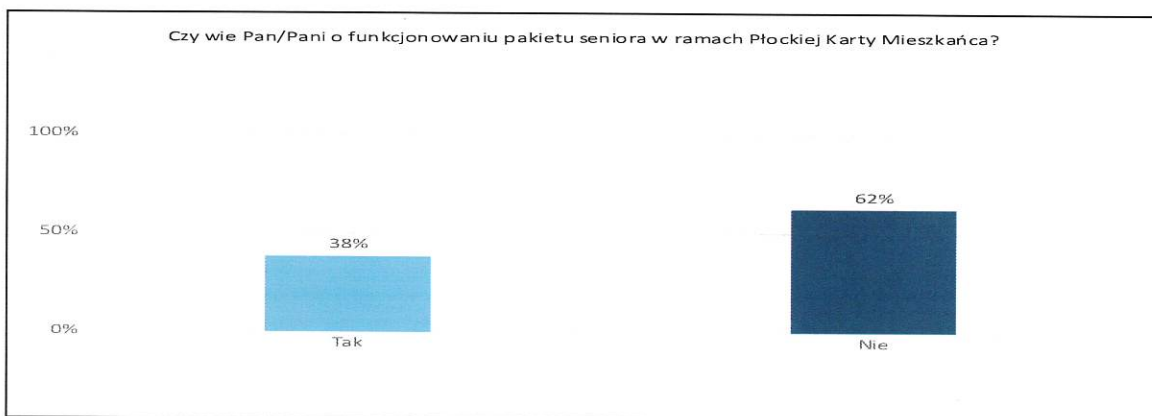 Czy wie Pan/Pani o funkcjonowaniu pakietu seniora w ramach Płockiej Karty Mieszkańca?
100%
50%
0%
38%
62%
Tak
Nie